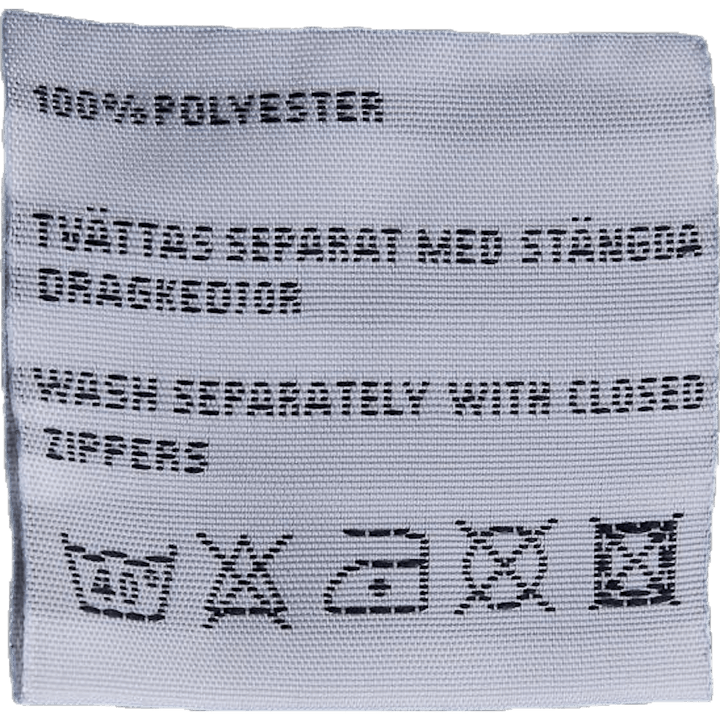 100% POLYESTER
TVÄTTAS SEPARAT MED STÄNGDA
DRAGKEDJOR
WASH SEPARATELY WITH CLOSED
ZIPPERS
40°